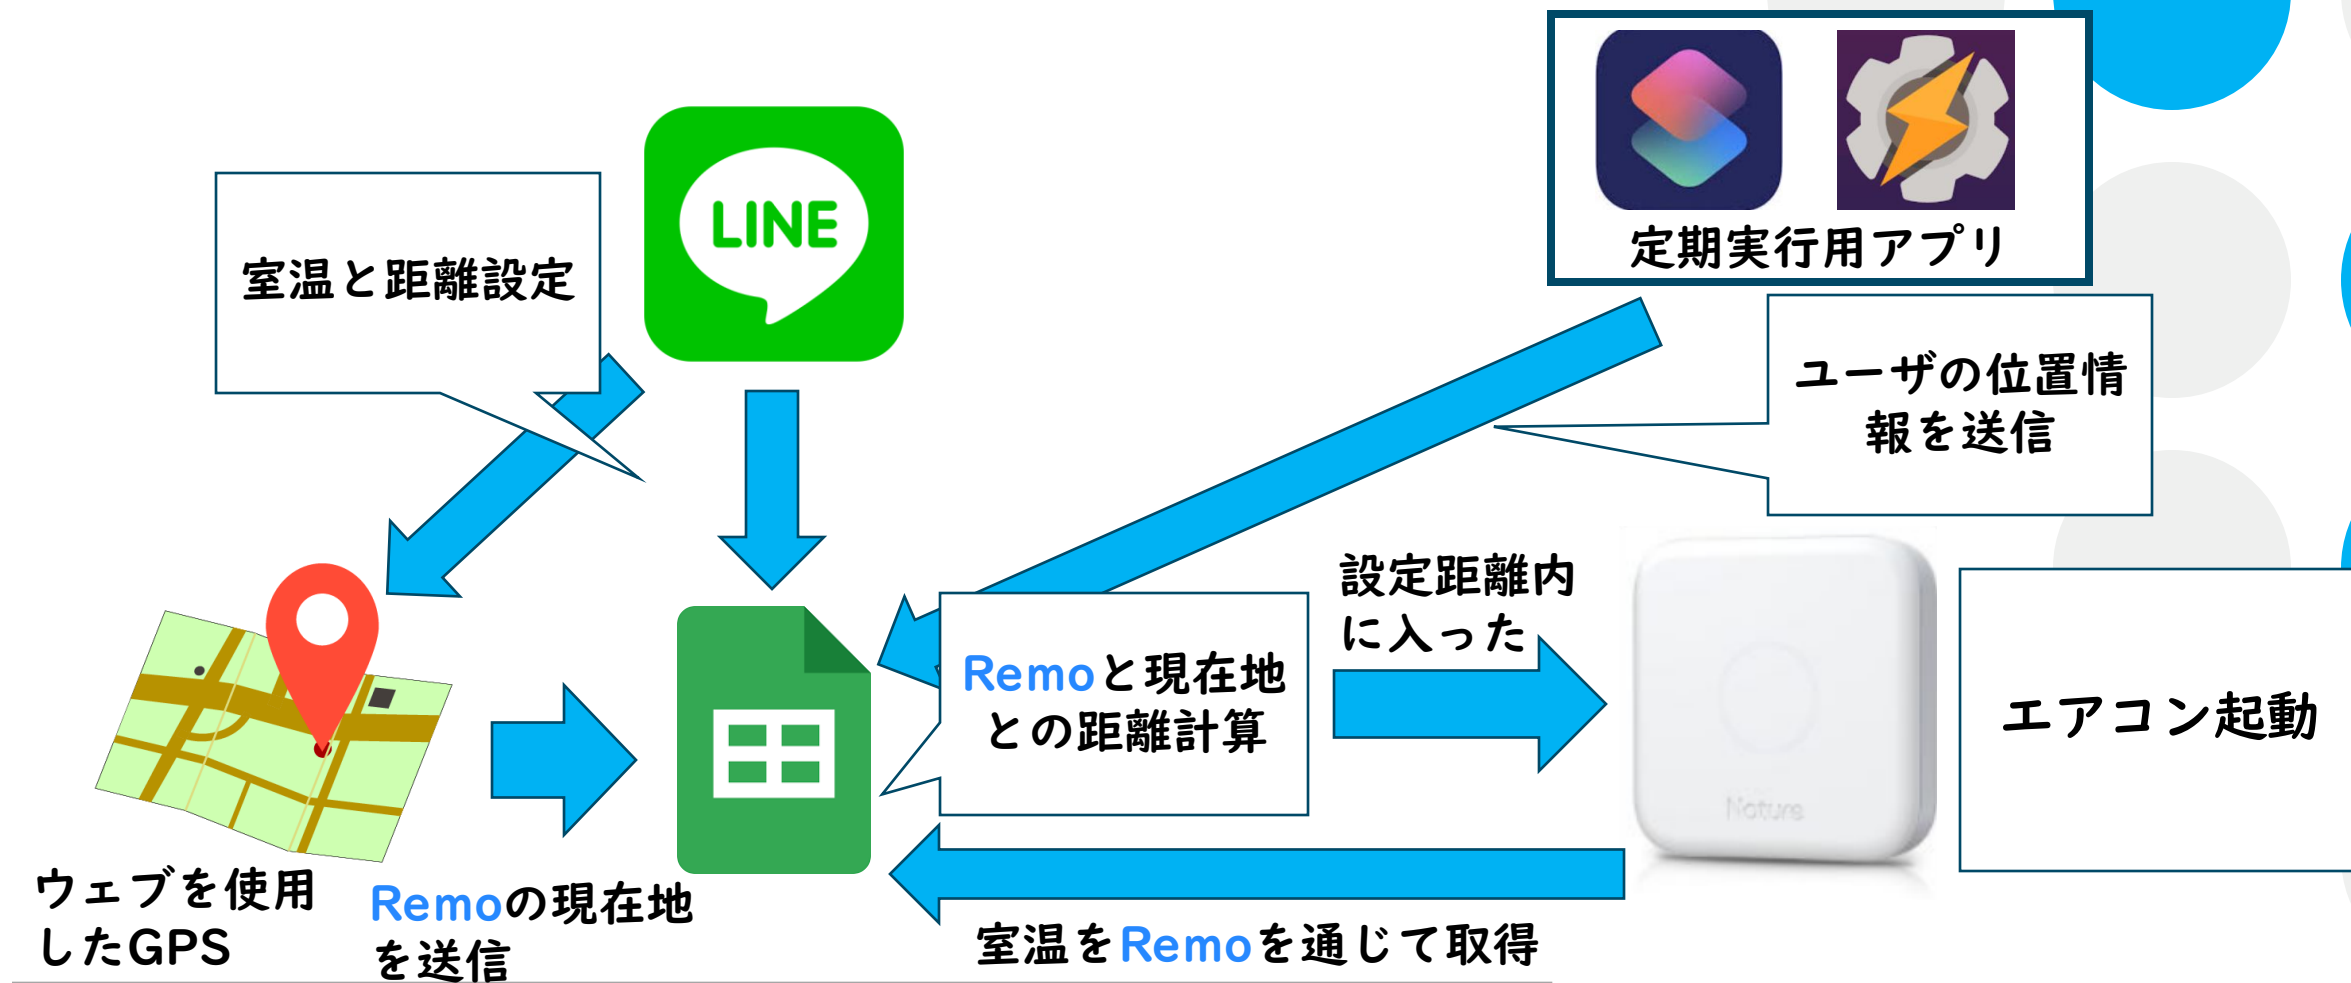 定期実行用アプリ
LINE
室温と距離設定
ユーザの位置情
報を送信
設定距離内
に入った
Remoと現在地
との距離計算
エアコン起動
Nature
ウェブを使用
したGPS
Remoの現在地
を送信
室温をRemoを通じて取得